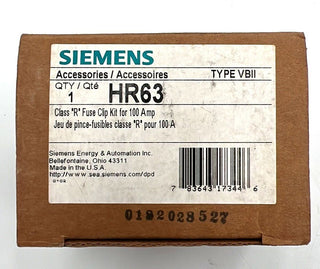 SIEMENS
Accessories / Accessoires TYPE VBII
QTY / Qté
1 HR63
Class "R" Fuse Clip Kit for 100 Amp
Jeu de pince-fusibles classe "R" pour 100 A
Siemens Energy & Automation Inc.
Bellefontaine, Ohio 43311
Made in the U.S.A.
http://www.sea.siemens.com/dpd
7 83643 17344 6
0182028527